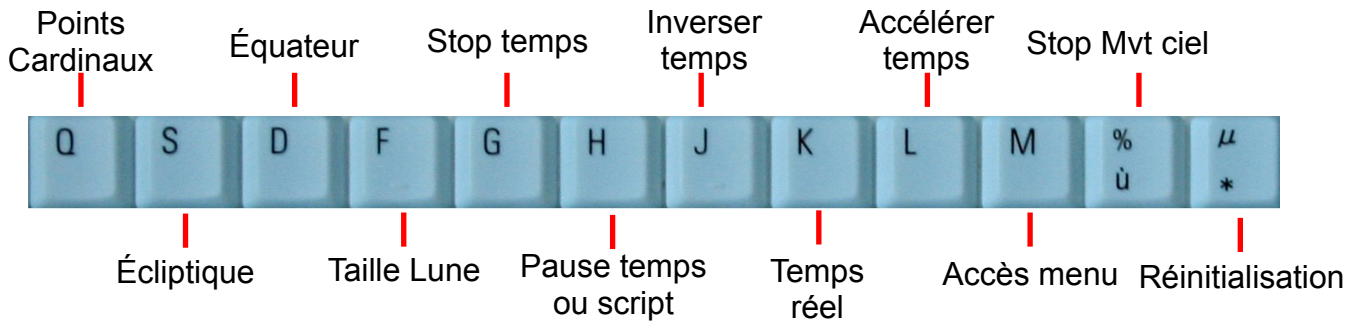 Points
Cardinaux
Équateur
Stop temps
Inverser
temps
Accélérer
temps
Stop Mvt ciel
Q
S
D
F
G
H
J
K
L
M
%
ù
μ
*
Écliptique
Taille Lune
Pause temps
ou script
Temps
réel
Accès menu
Réinitialisation